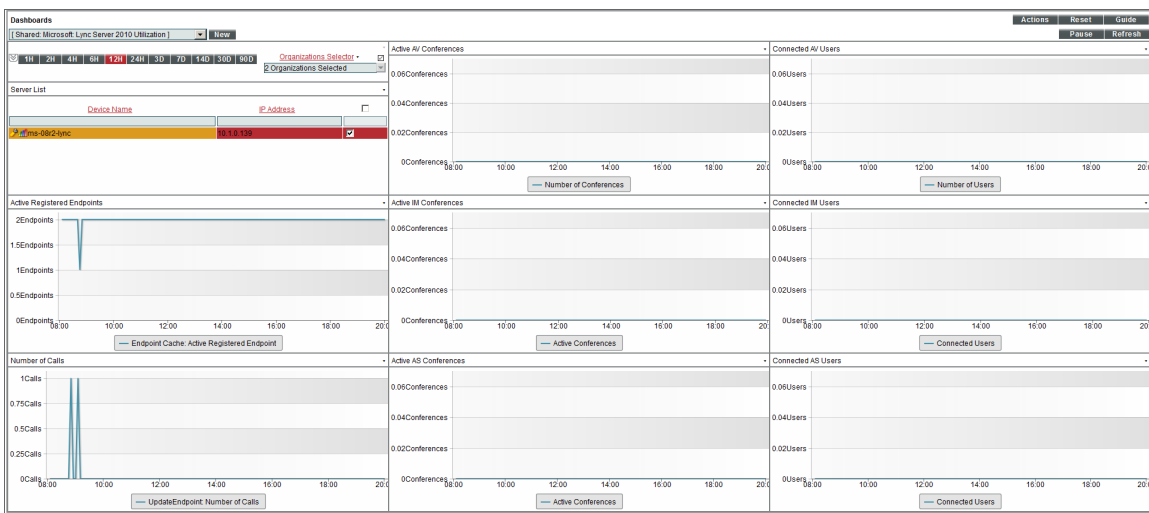 Dashboards
Actions Reset Guide
[ Shared: Microsoft: Lync Server 2010 Utilization ] New
Pause Refresh
1H 2H 4H 6H 12H 24H 3D 7D 14D 30D 90D
Organizations Selector
2 Organizations Selected
Server List
Device Name IP Address
ms-08r2-lync 10.1.0.139
Active AV Conferences
0.06Conferences
0.04Conferences
0.02Conferences
0Conferences
08:00 10:00 12:00 14:00 16:00 18:00 20:0
Number of Conferences
Connected AV Users
0.06Users
0.04Users
0.02Users
0Users
08:00 10:00 12:00 14:00 16:00 18:00 20:
Number of Users
Active Registered Endpoints
2Endpoints
1.5Endpoints
1Endpoints
0.5Endpoints
0Endpoints
08:00 10:00 12:00 14:00 16:00 18:00 20:0
Endpoint Cache: Active Registered Endpoint
Active IM Conferences
0.06Conferences
0.04Conferences
0.02Conferences
0Conferences
08:00 10:00 12:00 14:00 16:00 18:00 20:
Active Conferences
Connected IM Users
0.06Users
0.04Users
0.02Users
0Users
08:00 10:00 12:00 14:00 16:00 18:00 20:
Connected Users
Number of Calls
1Calls
0.75Calls
0.5Calls
0.25Calls
0Calls
08:00 10:00 12:00 14:00 16:00 18:00 20:0
UpdateEndpoint: Number of Calls
Active AS Conferences
0.06Conferences
0.04Conferences
0.02Conferences
0Conferences
08:00 10:00 12:00 14:00 16:00 18:00 20:0
Active Conferences
Connected AS Users
0.06Users
0.04Users
0.02Users
0Users
08:00 10:00 12:00 14:00 16:00 18:00 20:
Connected Users